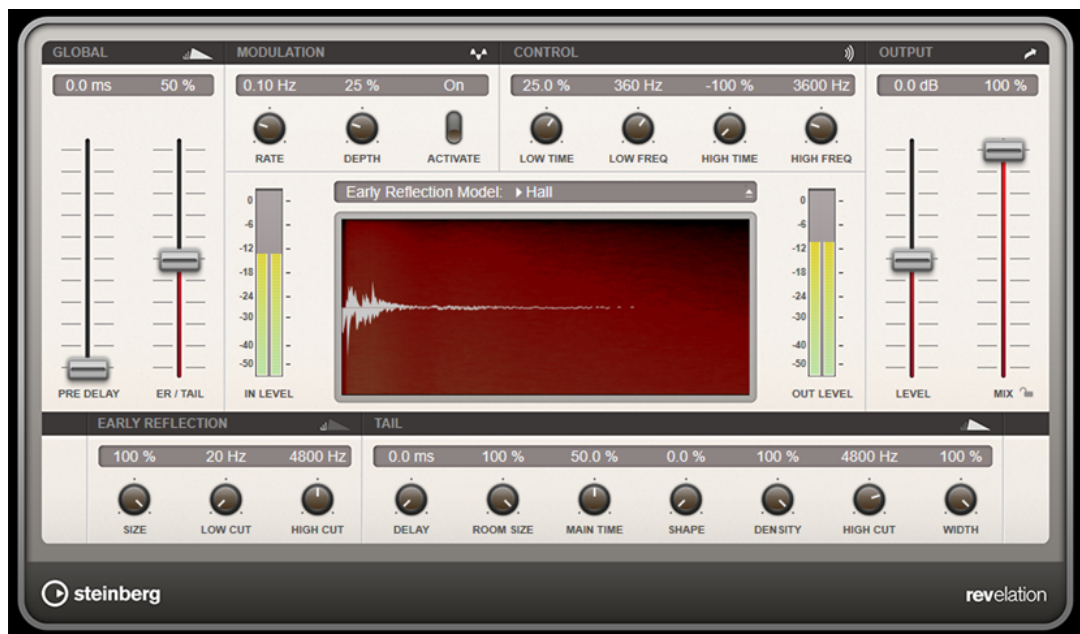 GLOBAL MODULATION CONTROL OUTPUT
0.0 ms 50 % 0.10 Hz 25 % On 25.0 % 360 Hz -100 % 3600 Hz 0.0 dB 100 %
RATE DEPTH ACTIVATE LOW TIME LOW FREQ HIGH TIME HIGH FREQ
Early Reflection Model: Hall
0 0
-6 -6
-12 -12
-18 -18
-24 -24
-30 -30
-40 -40
-50 -50
PRE DELAY ER / TAIL IN LEVEL OUT LEVEL LEVEL MIX
EARLY REFLECTION TAIL
100 % 20 Hz 4800 Hz 0.0 ms 100 % 50.0 % 0.0 % 100 % 4800 Hz 100 %
SIZE LOW CUT HIGH CUT DELAY ROOM SIZE MAIN TIME SHAPE DENSITY HIGH CUT WIDTH
steinberg revelation